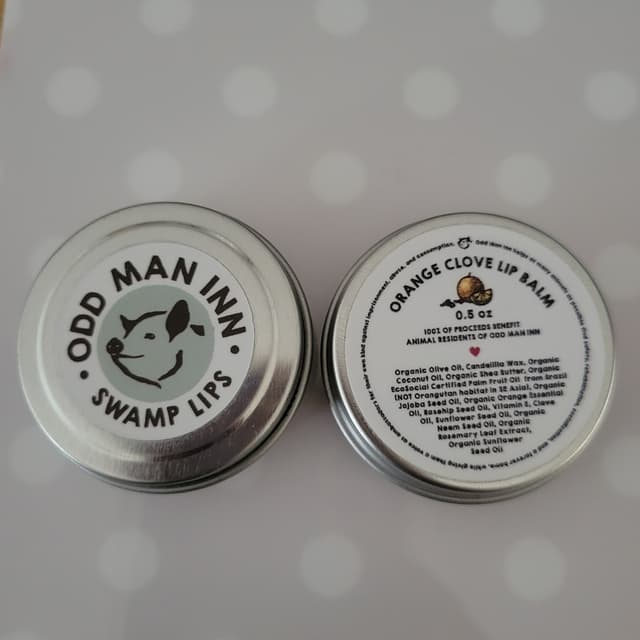 ODD MAN INN
SWAMP LIPS
ORANGE CLOVE LIP BALM
0.5 oz
100% OF PROCEEDS BENEFIT
ANIMAL RESIDENTS OF ODD MAN INN
Organic Olive Oil, Candelilla Wax, Organic
Coconut Oil, Organic Shea Butter, Organic
EcoSocial Certified Palm Fruit Oil from Brazil
(NOT Orangutan habitat in SE Asia), Organic
Jojoba Seed Oil, Organic Orange Essential
Oil, Rosehip Seed Oil, Vitamin E, Clove
Oil, Sunflower Seed Oil, Organic
Neem Seed Oil, Organic
Rosemary Leaf Extract,
Organic Sunflower
Seed Oil